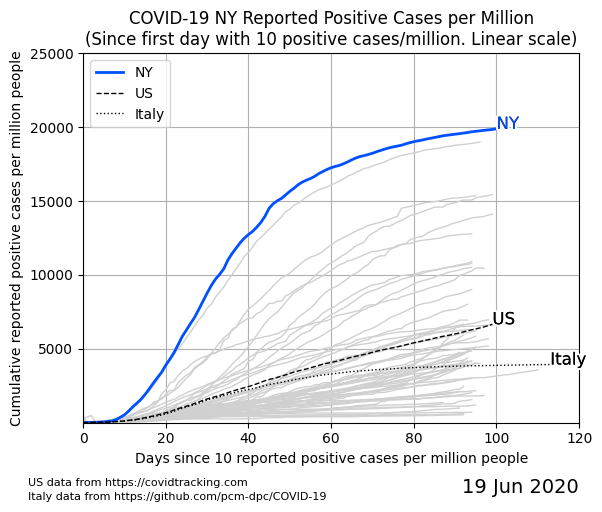 COVID-19 NY Reported Positive Cases per Million
(Since first day with 10 positive cases/million. Linear scale)
Cumulative reported positive cases per million people
25000
20000
15000
10000
5000
NY
US
Italy
NY
US
Italy
0
20
40
60
80
100
120
Days since 10 reported positive cases per million people
US data from https://covidtracking.com
Italy data from https://github.com/pcm-dpc/COVID-19
19 Jun 2020